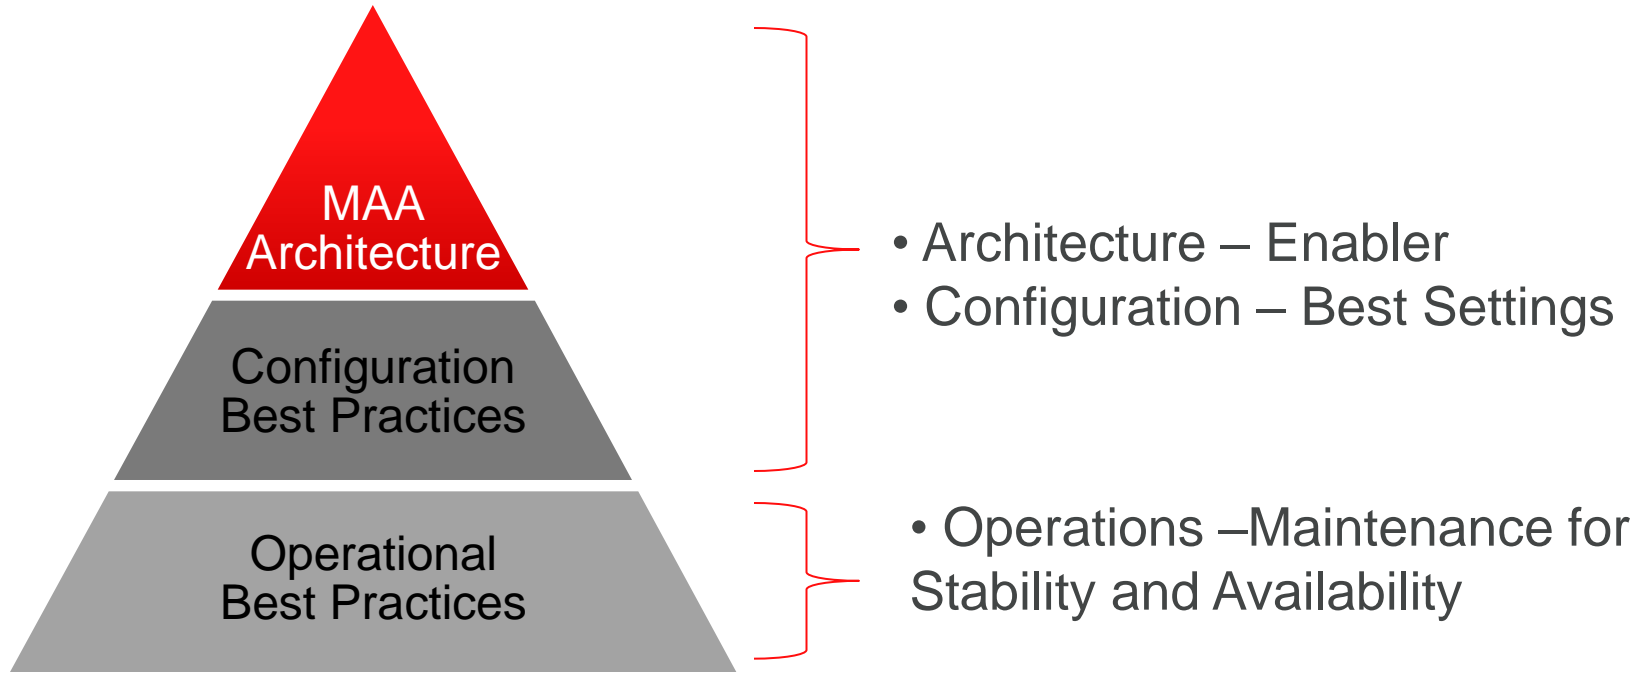 MAA
Architecture
Configuration
Best Practices
Operational
Best Practices
• Architecture – Enabler
• Configuration – Best Settings
• Operations –Maintenance for
Stability and Availability